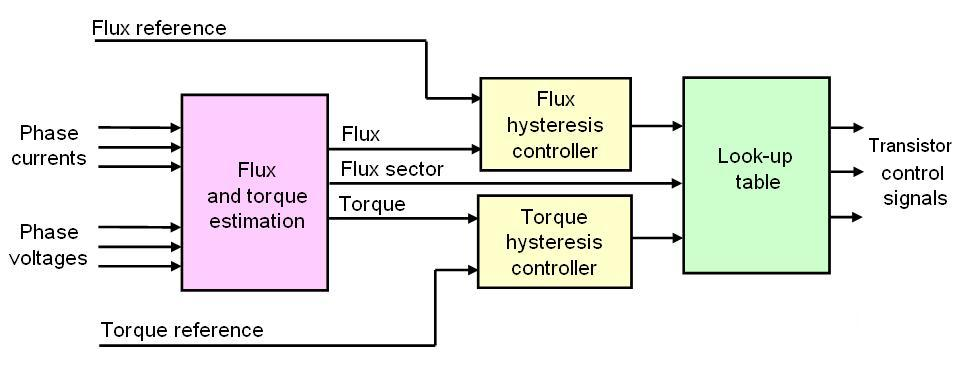 Flux reference
Phase
currents
Phase
voltages
Flux
and torque
estimation
Flux
Flux sector
Torque
Flux
hysteresis
controller
Torque
hysteresis
controller
Look-up
table
Transistor
control
signals
Torque reference